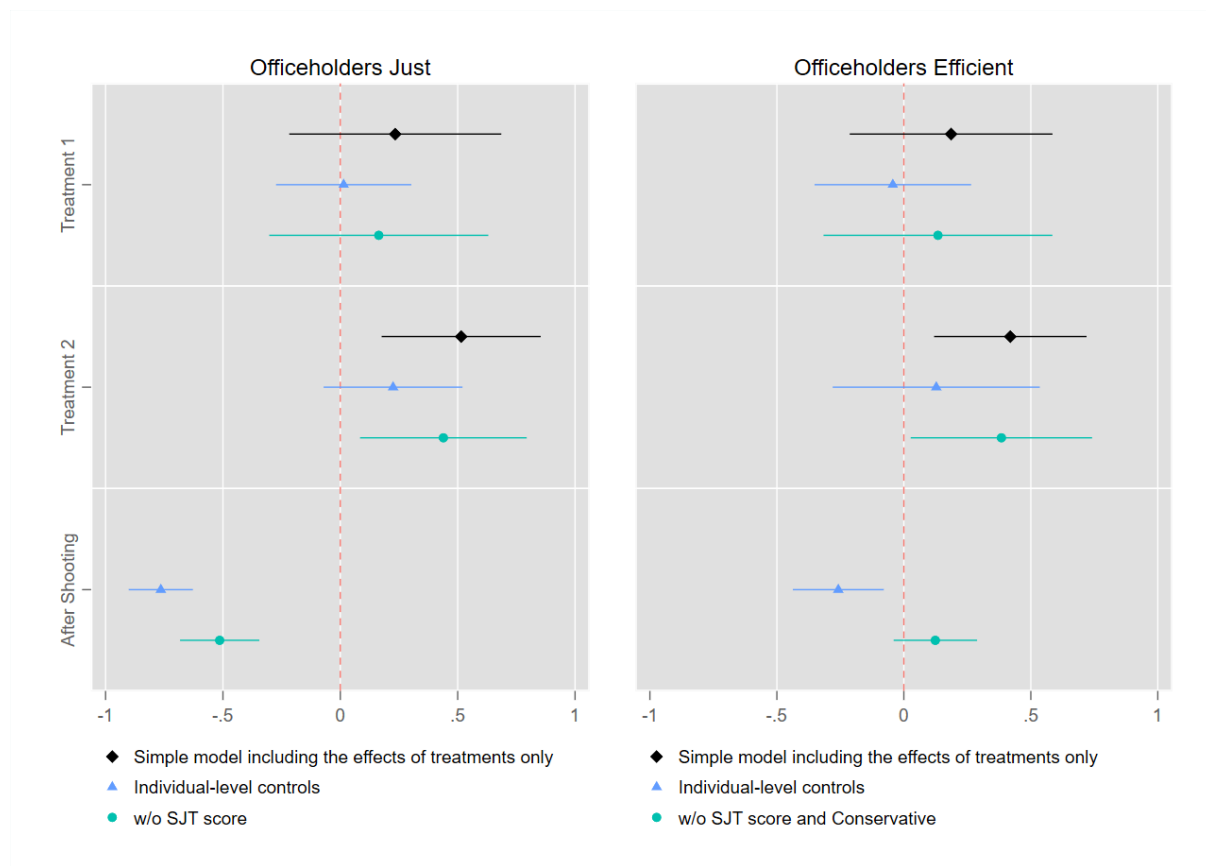 Officeholders Just
Officeholders Efficient
Treatment 1
Treatment 2
After Shooting
-1 -.5 0 .5 1
-1 -.5 0 .5 1
Simple model including the effects of treatments only
Individual-level controls
w/o SJT score
Simple model including the effects of treatments only
Individual-level controls
w/o SJT score and Conservative